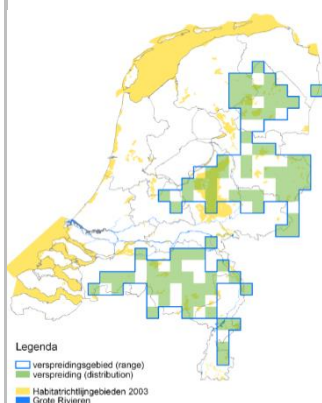 Legenda
verspreidingsgebied (range)
verspreiding (distribution)
Habitatrichtlijngebieden 2003
Grote Rivieren